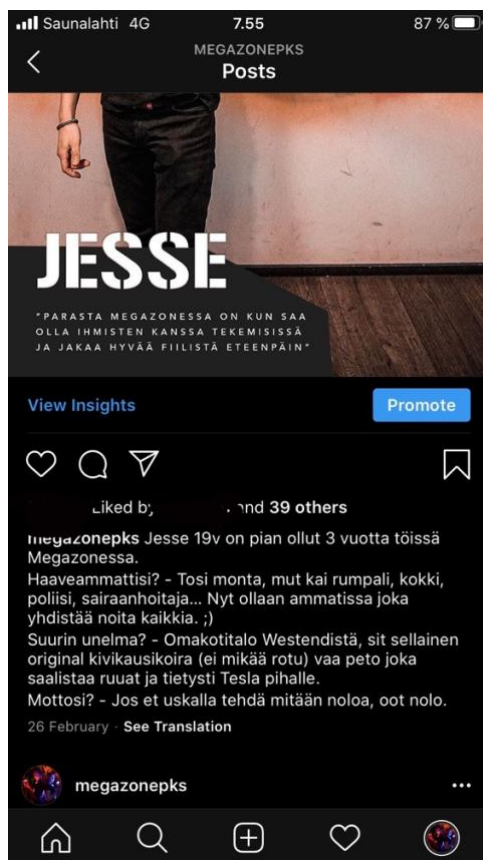 Saunalahti 4G 7.55 87 %
MEGAZONEPKS
Posts
JESSE
"PARASTA MEGAZONESSA ON KUN SAA
OLLA IHMISTEN KANSSA TEKEMISISSÄ
JA JAKAA HYVÄÄ FIILISTÄ ETEENPÄIN"
View Insights Promote
Liked by and 39 others
megazonepks Jesse 19v on pian ollut 3 vuotta töissä
Megazonessa.
Haaveammattisi? - Tosi monta, mut kai rumpali, kokki,
poliisi, sairaanhoitaja... Nyt ollaan ammatissa joka
yhdistää noita kaikkia. ;)
Suurin unelma? - Omakotitalo Westendistä, sit sellainen
original kivikausikoira (ei mikää rotu) vaa peto joka
saalistaa ruuat ja tietysti Tesla pihalle.
Mottosi? - Jos et uskalla tehdä mitään noloa, oot nolo.
26 February · See Translation
megazonepks